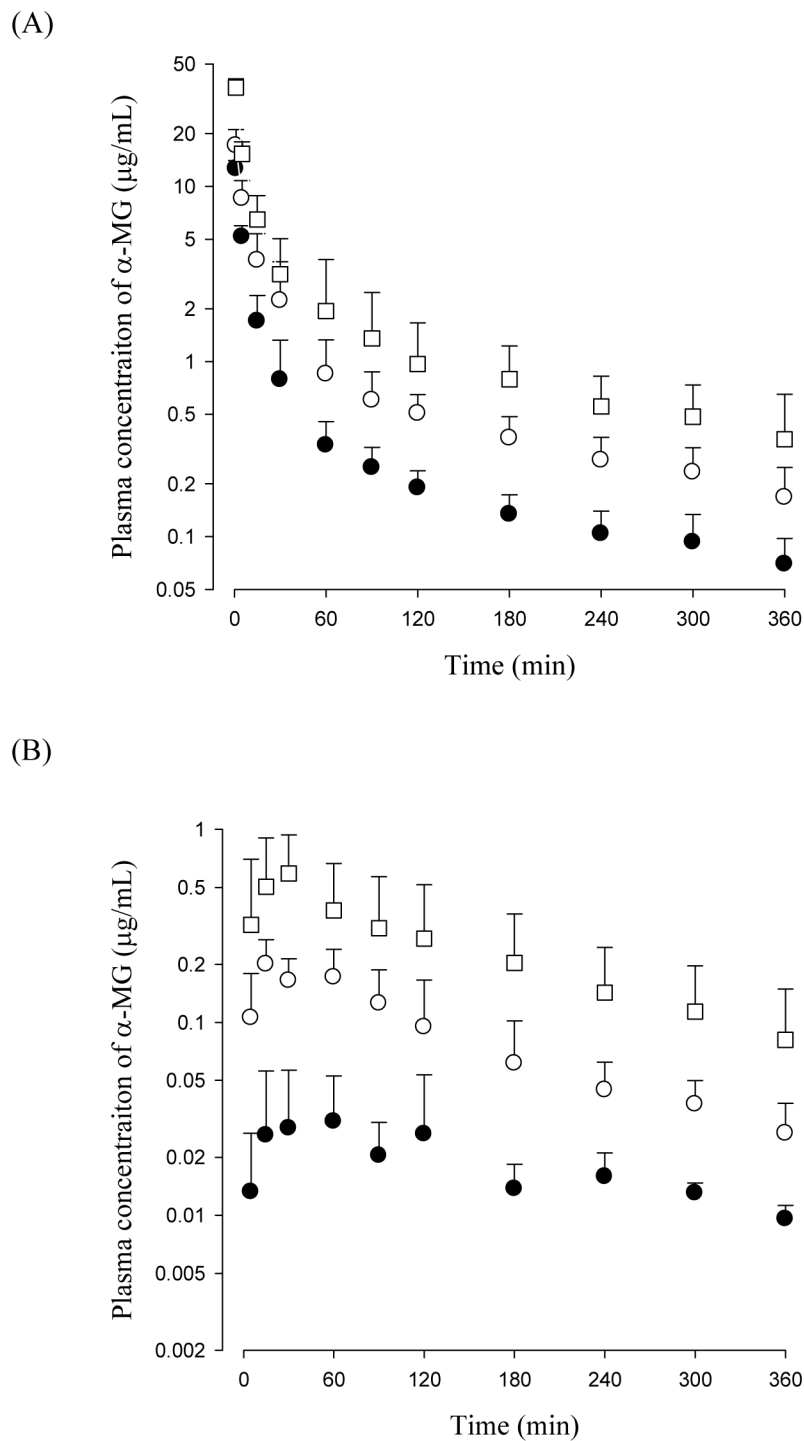 (A)
Plasma concentraiton of α-MG (μg/mL)
50
20
10
5
2
1
0.5
0.2
0.1
0.05
0 60 120 180 240 300 360
Time (min)
(B)
Plasma concentraiton of α-MG (μg/mL)
1
0.5
0.2
0.1
0.05
0.02
0.01
0.005
0.002
0 60 120 180 240 300 360
Time (min)